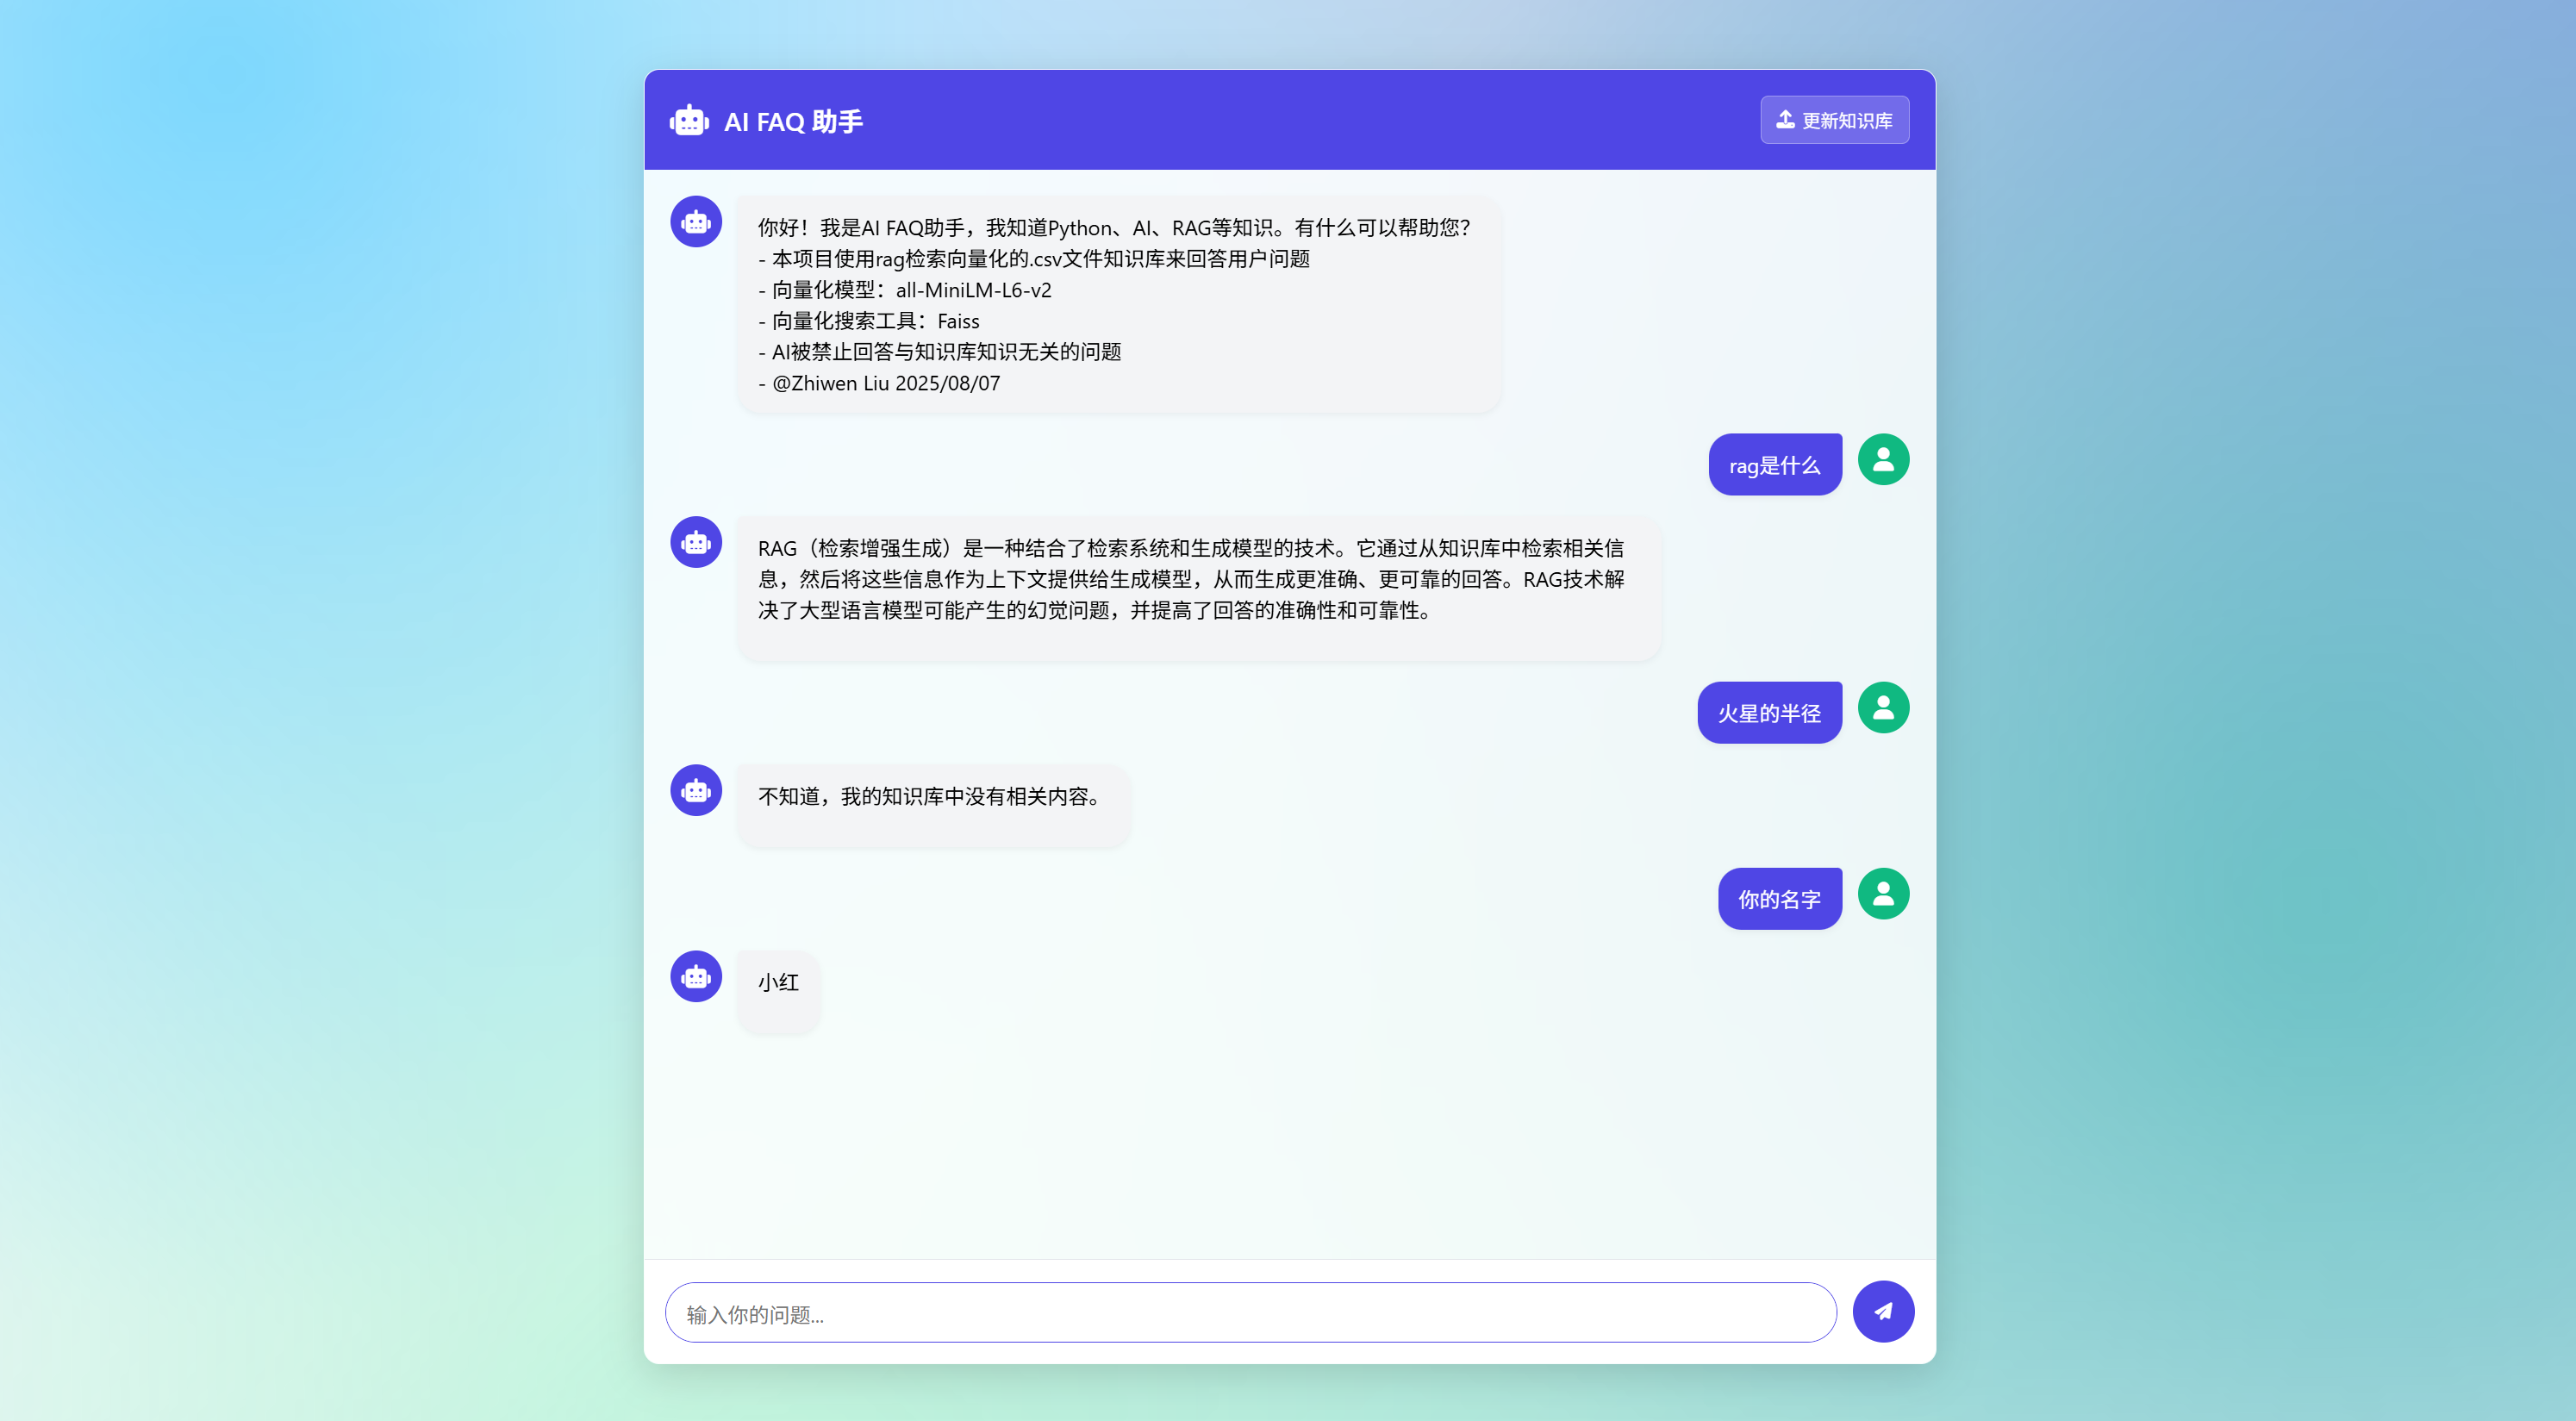 AI FAQ 助手
更新知识库
你好！我是AI FAQ助手，我知道Python、AI、RAG等知识。有什么可以帮助您？
- 本项目使用rag检索向量化的.csv文件知识库来回答用户问题
- 向量化模型：all-MiniLM-L6-v2
- 向量化搜索工具：Faiss
- AI被禁止回答与知识库知识无关的问题
- @Zhiwen Liu 2025/08/07
rag是什么
RAG（检索增强生成）是一种结合了检索系统和生成模型的技术。它通过从知识库中检索相关信
息，然后将这些信息作为上下文提供给生成模型，从而生成更准确、更可靠的回答。RAG技术解
决了大型语言模型可能产生的幻觉问题，并提高了回答的准确性和可靠性。
火星的半径
不知道，我的知识库中没有相关内容。
你的名字
小红
输入你的问题...